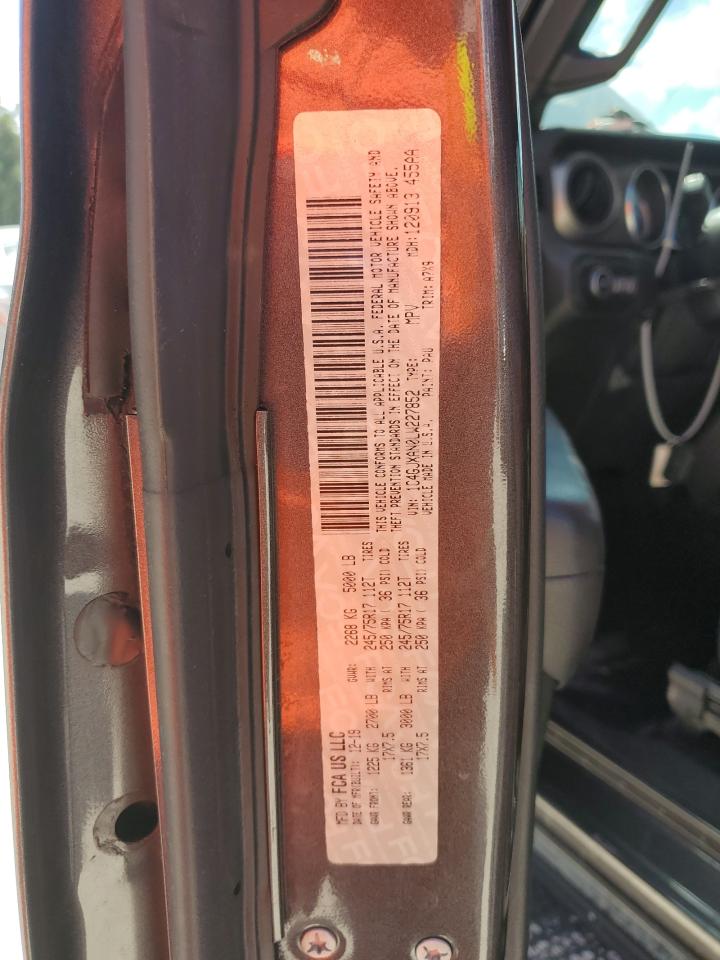 MFD BY FCA US LLC
DATE OF MFR(BUILT): 12-19 GVWR: 2268 KG 5000 LB
GAWR FRONT: 1225 KG 2700 LB WITH 245/75R17 112T TIRES
17X7.5 RIMS AT 250 KPA ( 36 PSI) COLD
GAWR REAR: 1361 KG 3000 LB WITH 245/75R17 112T TIRES
17X7.5 RIMS AT 250 KPA ( 36 PSI) COLD
THIS VEHICLE CONFORMS TO ALL APPLICABLE U.S.A. FEDERAL MOTOR VEHICLE SAFETY AND
THEFT PREVENTION STANDARDS IN EFFECT ON THE DATE OF MANUFACTURE SHOWN ABOVE.
VIN: 1C4GJXAN0LW227852 TYPE: MPV MDH: 120913 455AA
VEHICLE MADE IN U.S.A. PAINT: PAU TRIM: A7X9